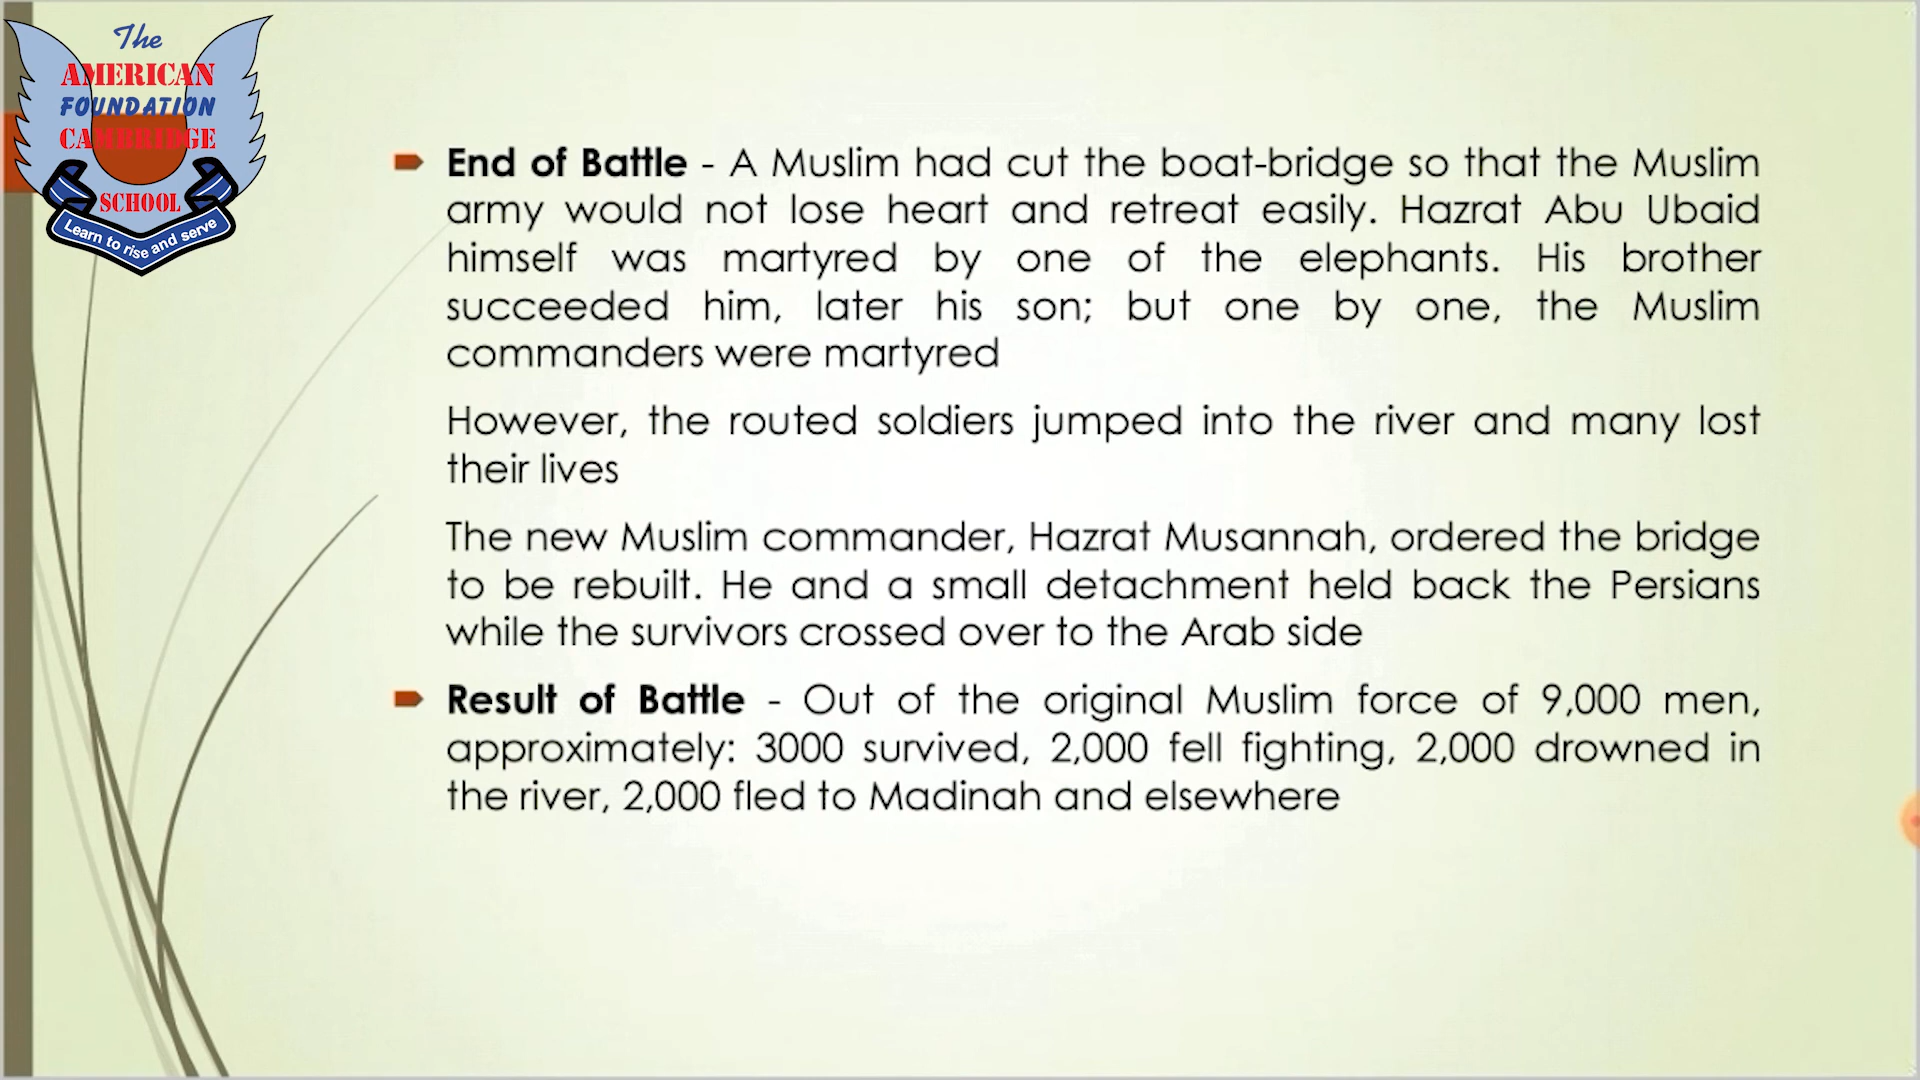 The
AMERICAN
FOUNDATION
CAMBRIDGE
SCHOOL
Learn to rise and serve
End of Battle - A Muslim had cut the boat-bridge so that the Muslim
army would not lose heart and retreat easily. Hazrat Abu Ubaid
himself was martyred by one of the elephants. His brother
succeeded him, later his son; but one by one, the Muslim
commanders were martyred
However, the routed soldiers jumped into the river and many lost
their lives
The new Muslim commander, Hazrat Musannah, ordered the bridge
to be rebuilt. He and a small detachment held back the Persians
while the survivors crossed over to the Arab side
Result of Battle - Out of the original Muslim force of 9,000 men,
approximately: 3000 survived, 2,000 fell fighting, 2,000 drowned in
the river, 2,000 fled to Madinah and elsewhere